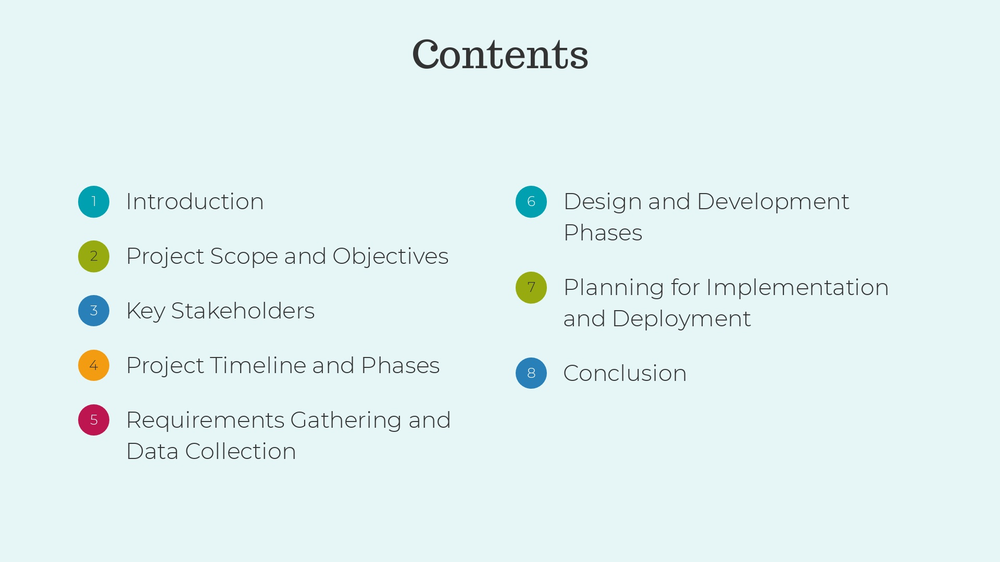 Contents
1 Introduction
2 Project Scope and Objectives
3 Key Stakeholders
4 Project Timeline and Phases
5 Requirements Gathering and
Data Collection
6 Design and Development
Phases
7 Planning for Implementation
and Deployment
8 Conclusion